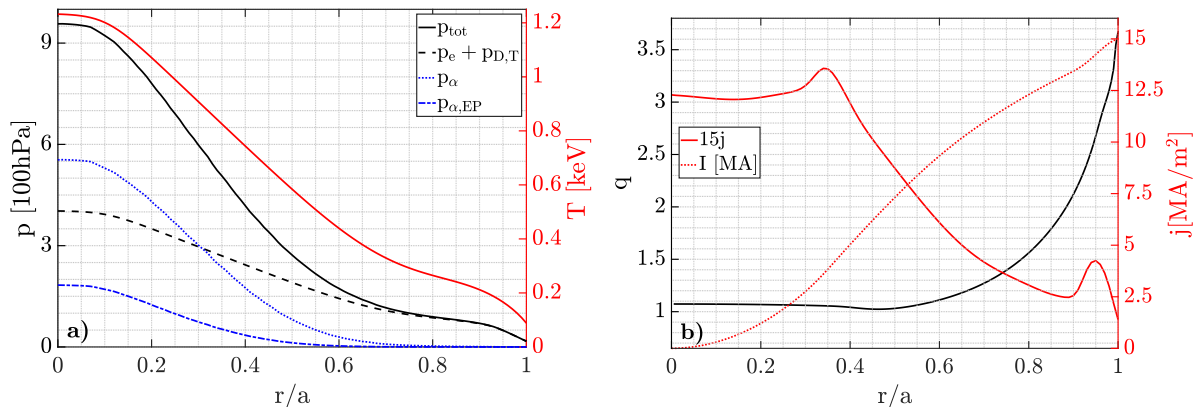 p_tot
p_e + p_D,T
p_α
p_α,EP
9
6
3
0
p [100hPa]
1.2
1
0.8
0.6
0.4
0.2
0
T [keV]
a)
0 0.2 0.4 0.6 0.8 1
r/a
3.5
3
2.5
2
1.5
1
q
15j
I [MA]
15
12.5
10
7.5
5
2.5
0
j[MA/m²]
b)
0 0.2 0.4 0.6 0.8 1
r/a